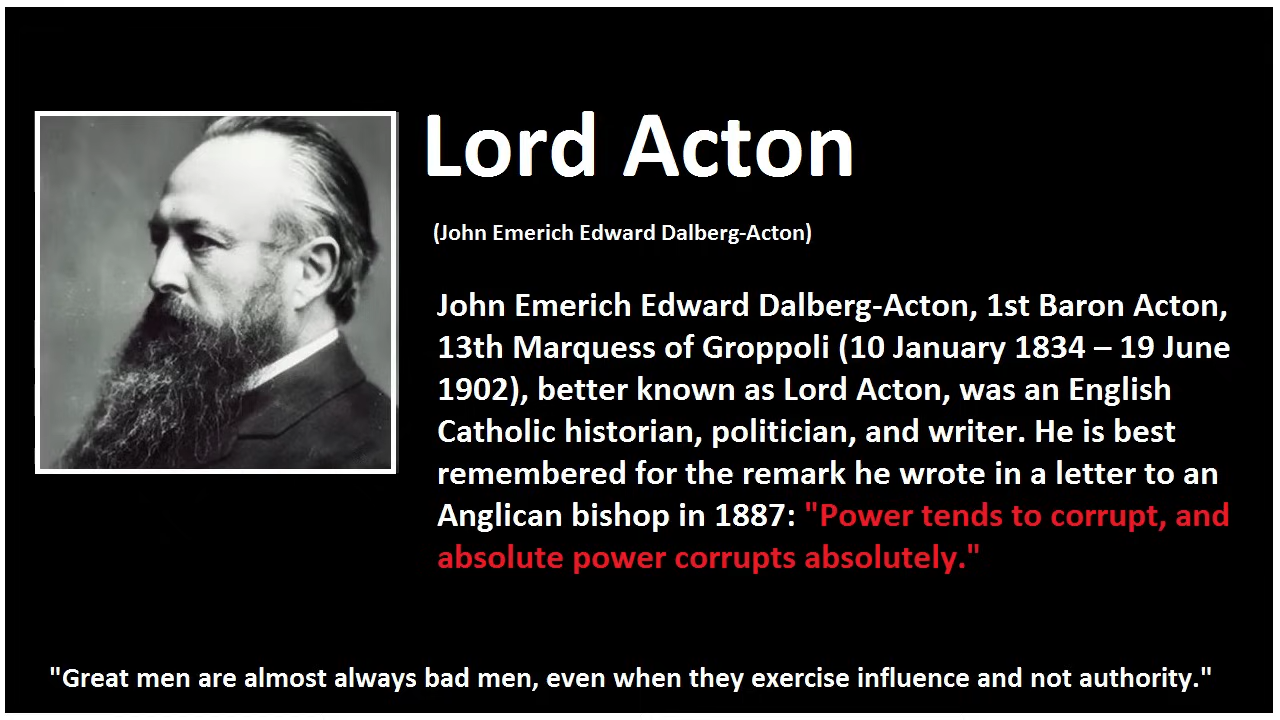 Lord Acton
(John Emerich Edward Dalberg-Acton)
John Emerich Edward Dalberg-Acton, 1st Baron Acton,
13th Marquess of Groppoli (10 January 1834 – 19 June
1902), better known as Lord Acton, was an English
Catholic historian, politician, and writer. He is best
remembered for the remark he wrote in a letter to an
Anglican bishop in 1887: "Power tends to corrupt, and
absolute power corrupts absolutely."
"Great men are almost always bad men, even when they exercise influence and not authority."